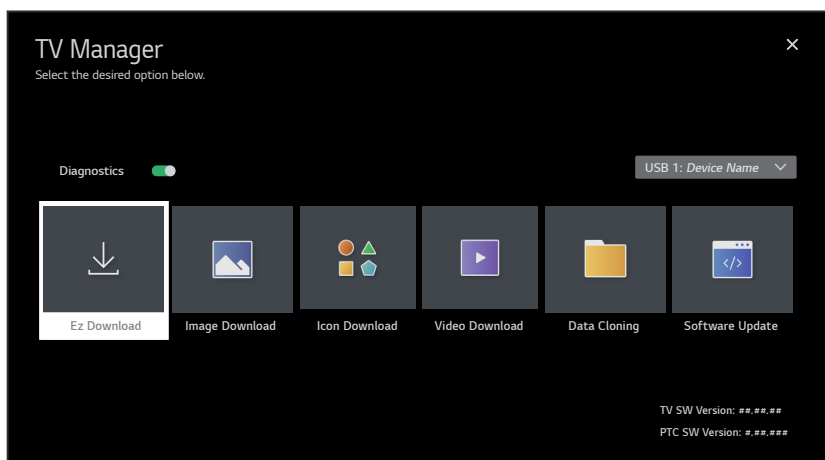 TV Manager
Select the desired option below.
Diagnostics
USB 1: Device Name
</>
Ez Download
Image Download
Icon Download
Video Download
Data Cloning
Software Update
TV SW Version: ##.##.##
PTC SW Version: #.##.###